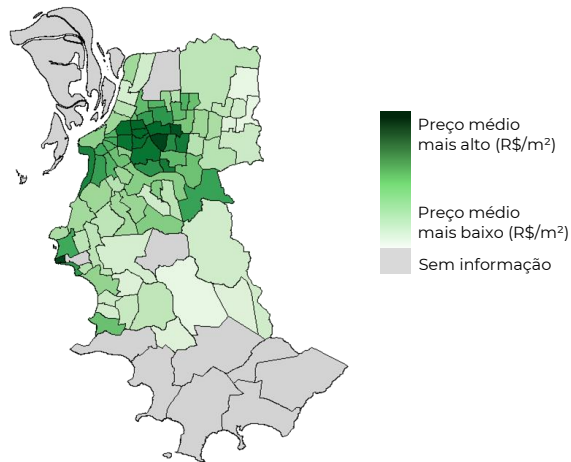 Preço médio
mais alto (R$/m²)
Preço médio
mais baixo (R$/m²)
Sem informação